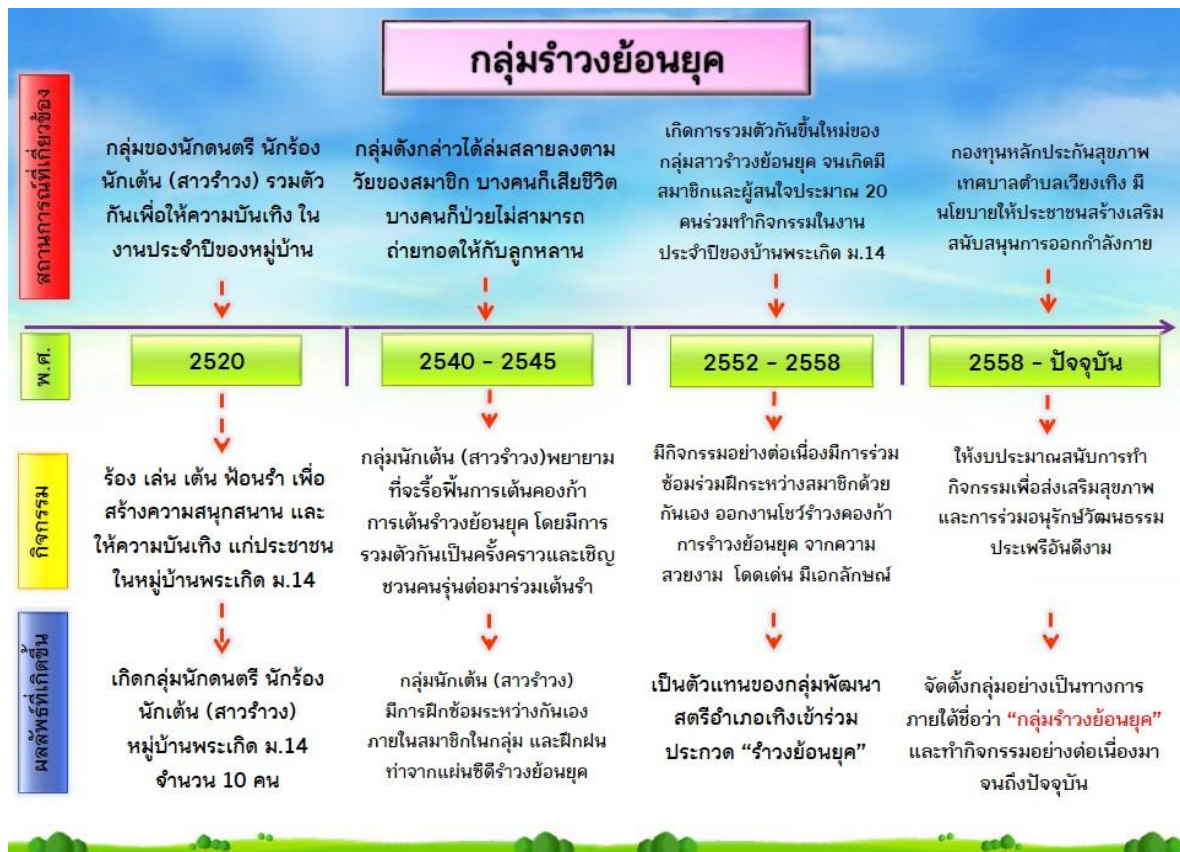 กลุ่มรำวงย้อนยุค
สถานการณ์ที่เกี่ยวข้อง
กลุ่มของนักดนตรี นักร้อง
นักเต้น (สาวรำวง) รวมตัว
กันเพื่อให้ความบันเทิง ใน
งานประจำปีของหมู่บ้าน
กลุ่มดังกล่าวได้ล่มสลายลงตาม
วัยของสมาชิก บางคนก็เสียชีวิต
บางคนก็ป่วยไม่สามารถ
ถ่ายทอดให้กับลูกหลาน
เกิดการรวมตัวกันขึ้นใหม่ของ
กลุ่มสาวรำวงย้อนยุค จนเกิดมี
สมาชิกและผู้สนใจประมาณ 20
คนร่วมทำกิจกรรมในงาน
ประจำปีของบ้านพระเกิด ม.14
กองทุนหลักประกันสุขภาพ
เทศบาลตำบลเวียงเทิง มี
นโยบายให้ประชาชนสร้างเสริม
สนับสนุนการออกกำลังกาย
พ.ศ.
2520
2540 - 2545
2552 - 2558
2558 - ปัจจุบัน
กิจกรรม
ร้อง เล่น เต้น ฟ้อนรำ เพื่อ
สร้างความสนุกสนาน และ
ให้ความบันเทิง แก่ประชาชน
ในหมู่บ้านพระเกิด ม.14
กลุ่มนักเต้น (สาวรำวง)พยายาม
ที่จะรื้อฟื้นการเต้นคองก้า
การเต้นรำวงย้อนยุค โดยมีการ
รวมตัวกันเป็นครั้งคราวและเชิญ
ชวนคนรุ่นต่อมาร่วมเต้นรำ
มีกิจกรรมอย่างต่อเนื่องมีการร่วม
ซ้อมร่วมฝึกระหว่างสมาชิกด้วย
กันเอง ออกงานโชว์รำวงคองก้า
การรำวงย้อนยุค จากความ
สวยงาม โดดเด่น มีเอกลักษณ์
ให้งบประมาณสนับการทำ
กิจกรรมเพื่อส่งเสริมสุขภาพ
และการร่วมอนุรักษ์วัฒนธรรม
ประเพรีอันดีงาม
ผลลัพธ์ที่เกิดขึ้น
เกิดกลุ่มนักดนตรี นักร้อง
นักเต้น (สาวรำวง)
หมู่บ้านพระเกิด ม.14
จำนวน 10 คน
กลุ่มนักเต้น (สาวรำวง)
มีการฝึกซ้อมระหว่างกันเอง
ภายในสมาชิกในกลุ่ม และฝึกฝน
ท่าจากแผ่นซีดีรำวงย้อนยุค
เป็นตัวแทนของกลุ่มพัฒนา
สตรีอำเภอเทิงเข้าร่วม
ประกวด “รำวงย้อนยุค”
จัดตั้งกลุ่มอย่างเป็นทางการ
ภายใต้ชื่อว่า “กลุ่มรำวงย้อนยุค”
และทำกิจกรรมอย่างต่อเนื่องมา
จนถึงปัจจุบัน